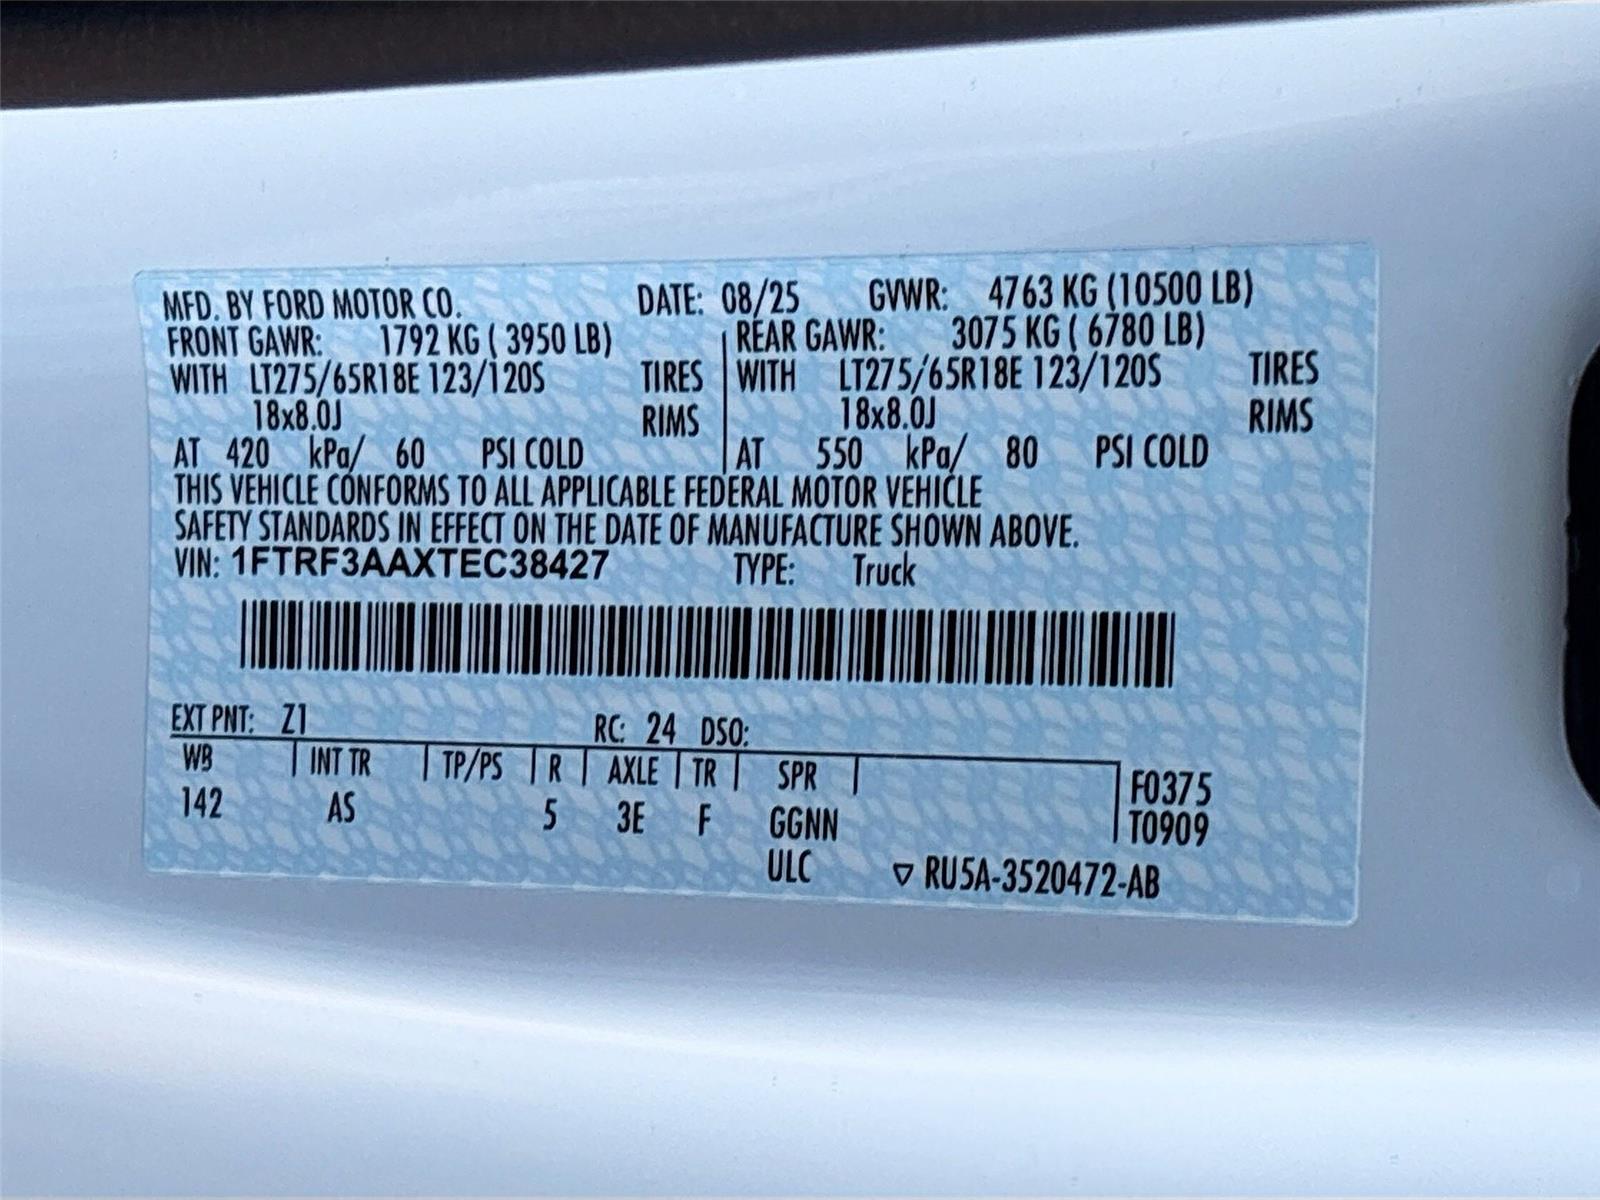 MFD. BY FORD MOTOR CO. DATE: 08/25 GVWR: 4763 KG (10500 LB)
FRONT GAWR: 1792 KG ( 3950 LB) REAR GAWR: 3075 KG ( 6780 LB)
WITH LT275/65R18E 123/120S TIRES WITH LT275/65R18E 123/120S TIRES
18x8.0J RIMS 18x8.0J RIMS
AT 420 kPa/ 60 PSI COLD AT 550 kPa/ 80 PSI COLD
THIS VEHICLE CONFORMS TO ALL APPLICABLE FEDERAL MOTOR VEHICLE
SAFETY STANDARDS IN EFFECT ON THE DATE OF MANUFACTURE SHOWN ABOVE.
VIN: 1FTRF3AAXTEC38427 TYPE: Truck
EXT PNT: Z1 RC: 24 DSO:
WB INT TR TP/PS R AXLE TR SPR F0375
142 AS 5 3E F GGNN T0909
ULC RU5A-3520472-AB